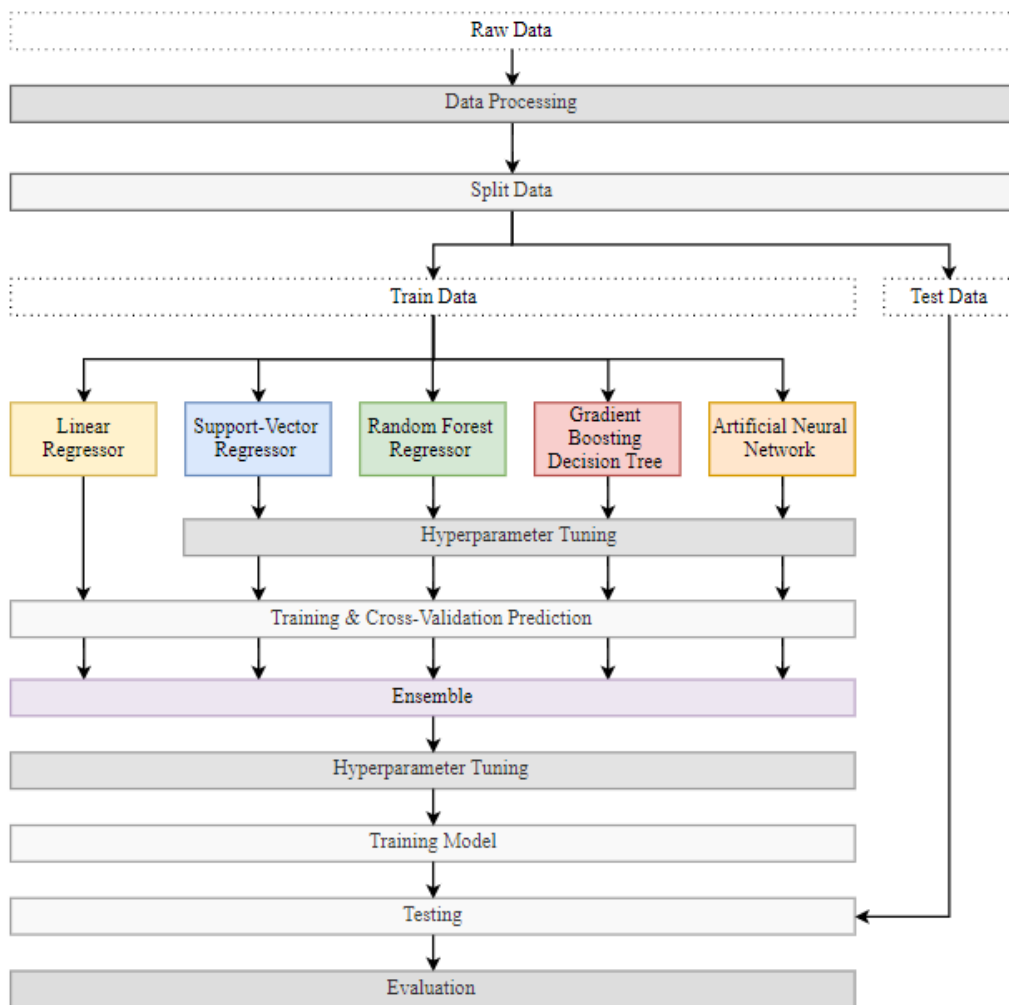 Raw Data
Data Processing
Split Data
Train Data
Test Data
Linear
Regressor
Support-Vector
Regressor
Random Forest
Regressor
Gradient
Boosting
Decision Tree
Artificial Neural
Network
Hyperparameter Tuning
Training & Cross-Validation Prediction
Ensemble
Hyperparameter Tuning
Training Model
Testing
Evaluation